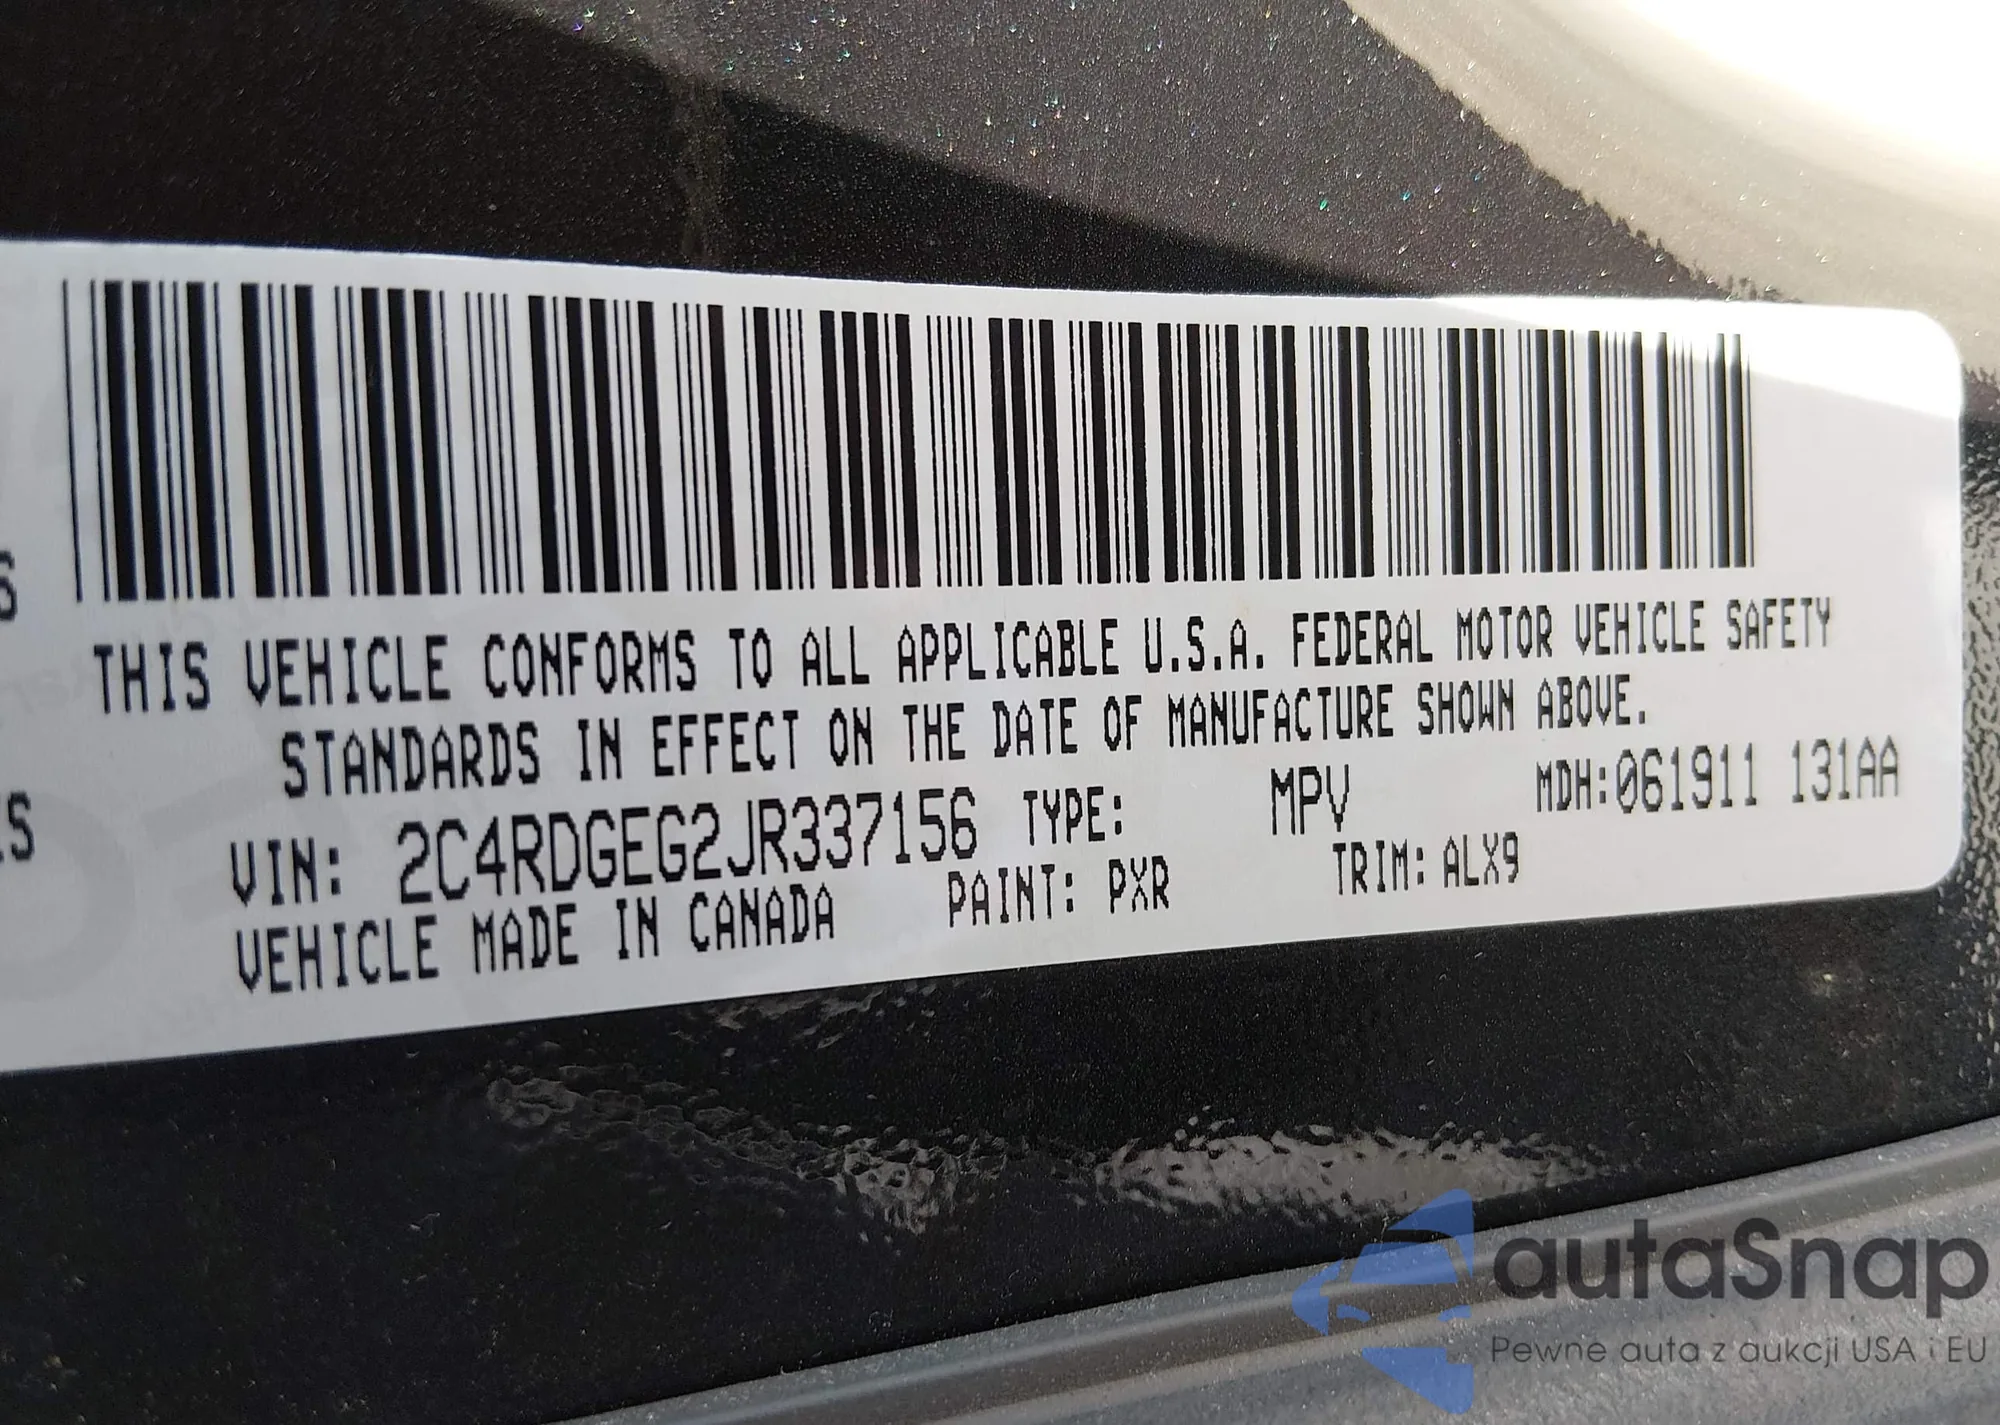 THIS VEHICLE CONFORMS TO ALL APPLICABLE U.S.A. FEDERAL MOTOR VEHICLE SAFETY
STANDARDS IN EFFECT ON THE DATE OF MANUFACTURE SHOWN ABOVE.
VIN: 2C4RDGEG2JR337156 TYPE: MPV MDH:061911 131AA
VEHICLE MADE IN CANADA PAINT: PXR TRIM: ALX9
autaSnap
Pewne auta z aukcji USA i EU